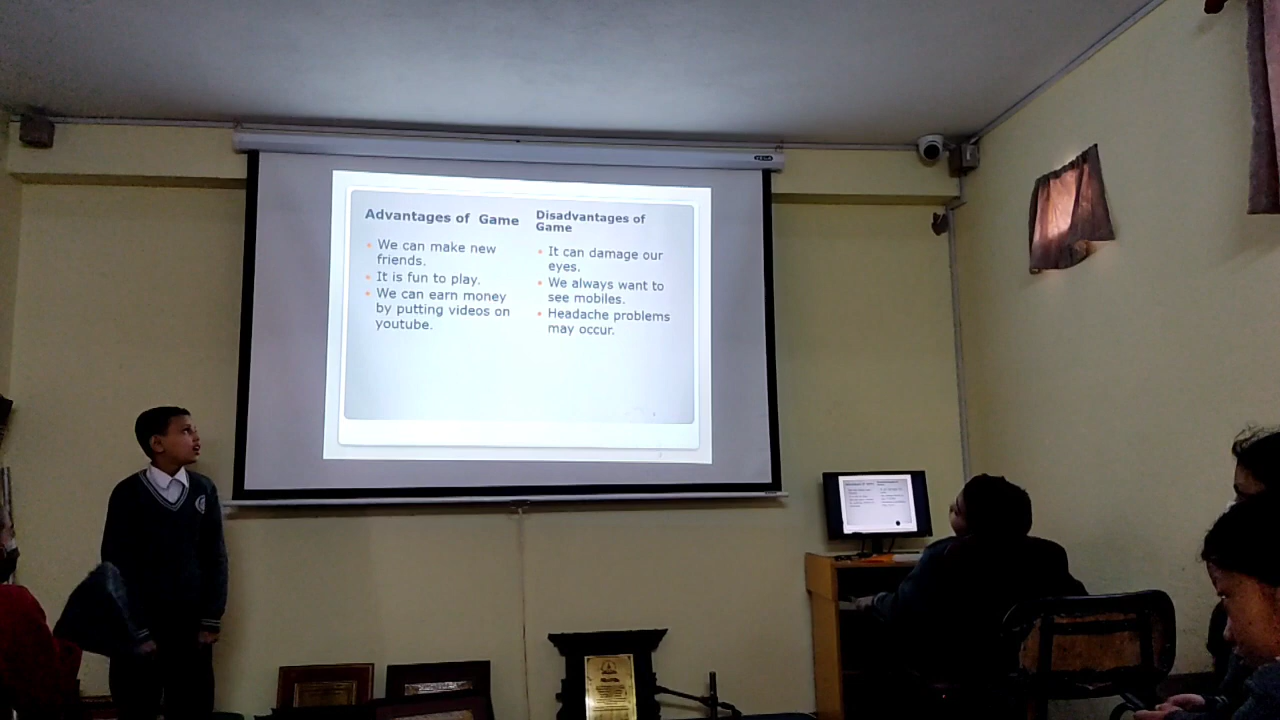 Advantages of Game
We can make new
friends.
It is fun to play.
We can earn money
by putting videos on
youtube.
Disadvantages of
Game
It can damage our
eyes.
We always want to
see mobiles.
Headache problems
may occur.